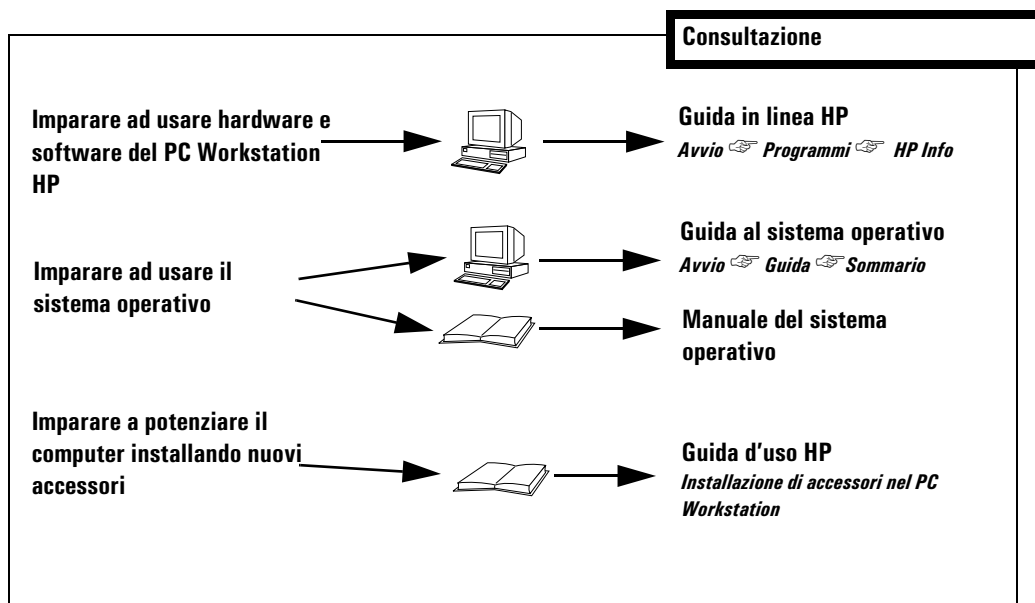 Consultazione
Imparare ad usare hardware e
software del PC Workstation
HP
Guida in linea HP
Avvio ☞ Programmi ☞ HP Info
Imparare ad usare il
sistema operativo
Guida al sistema operativo
Avvio ☞ Guida ☞ Sommario
Manuale del sistema
operativo
Imparare a potenziare il
computer installando nuovi
accessori
Guida d'uso HP
Installazione di accessori nel PC
Workstation